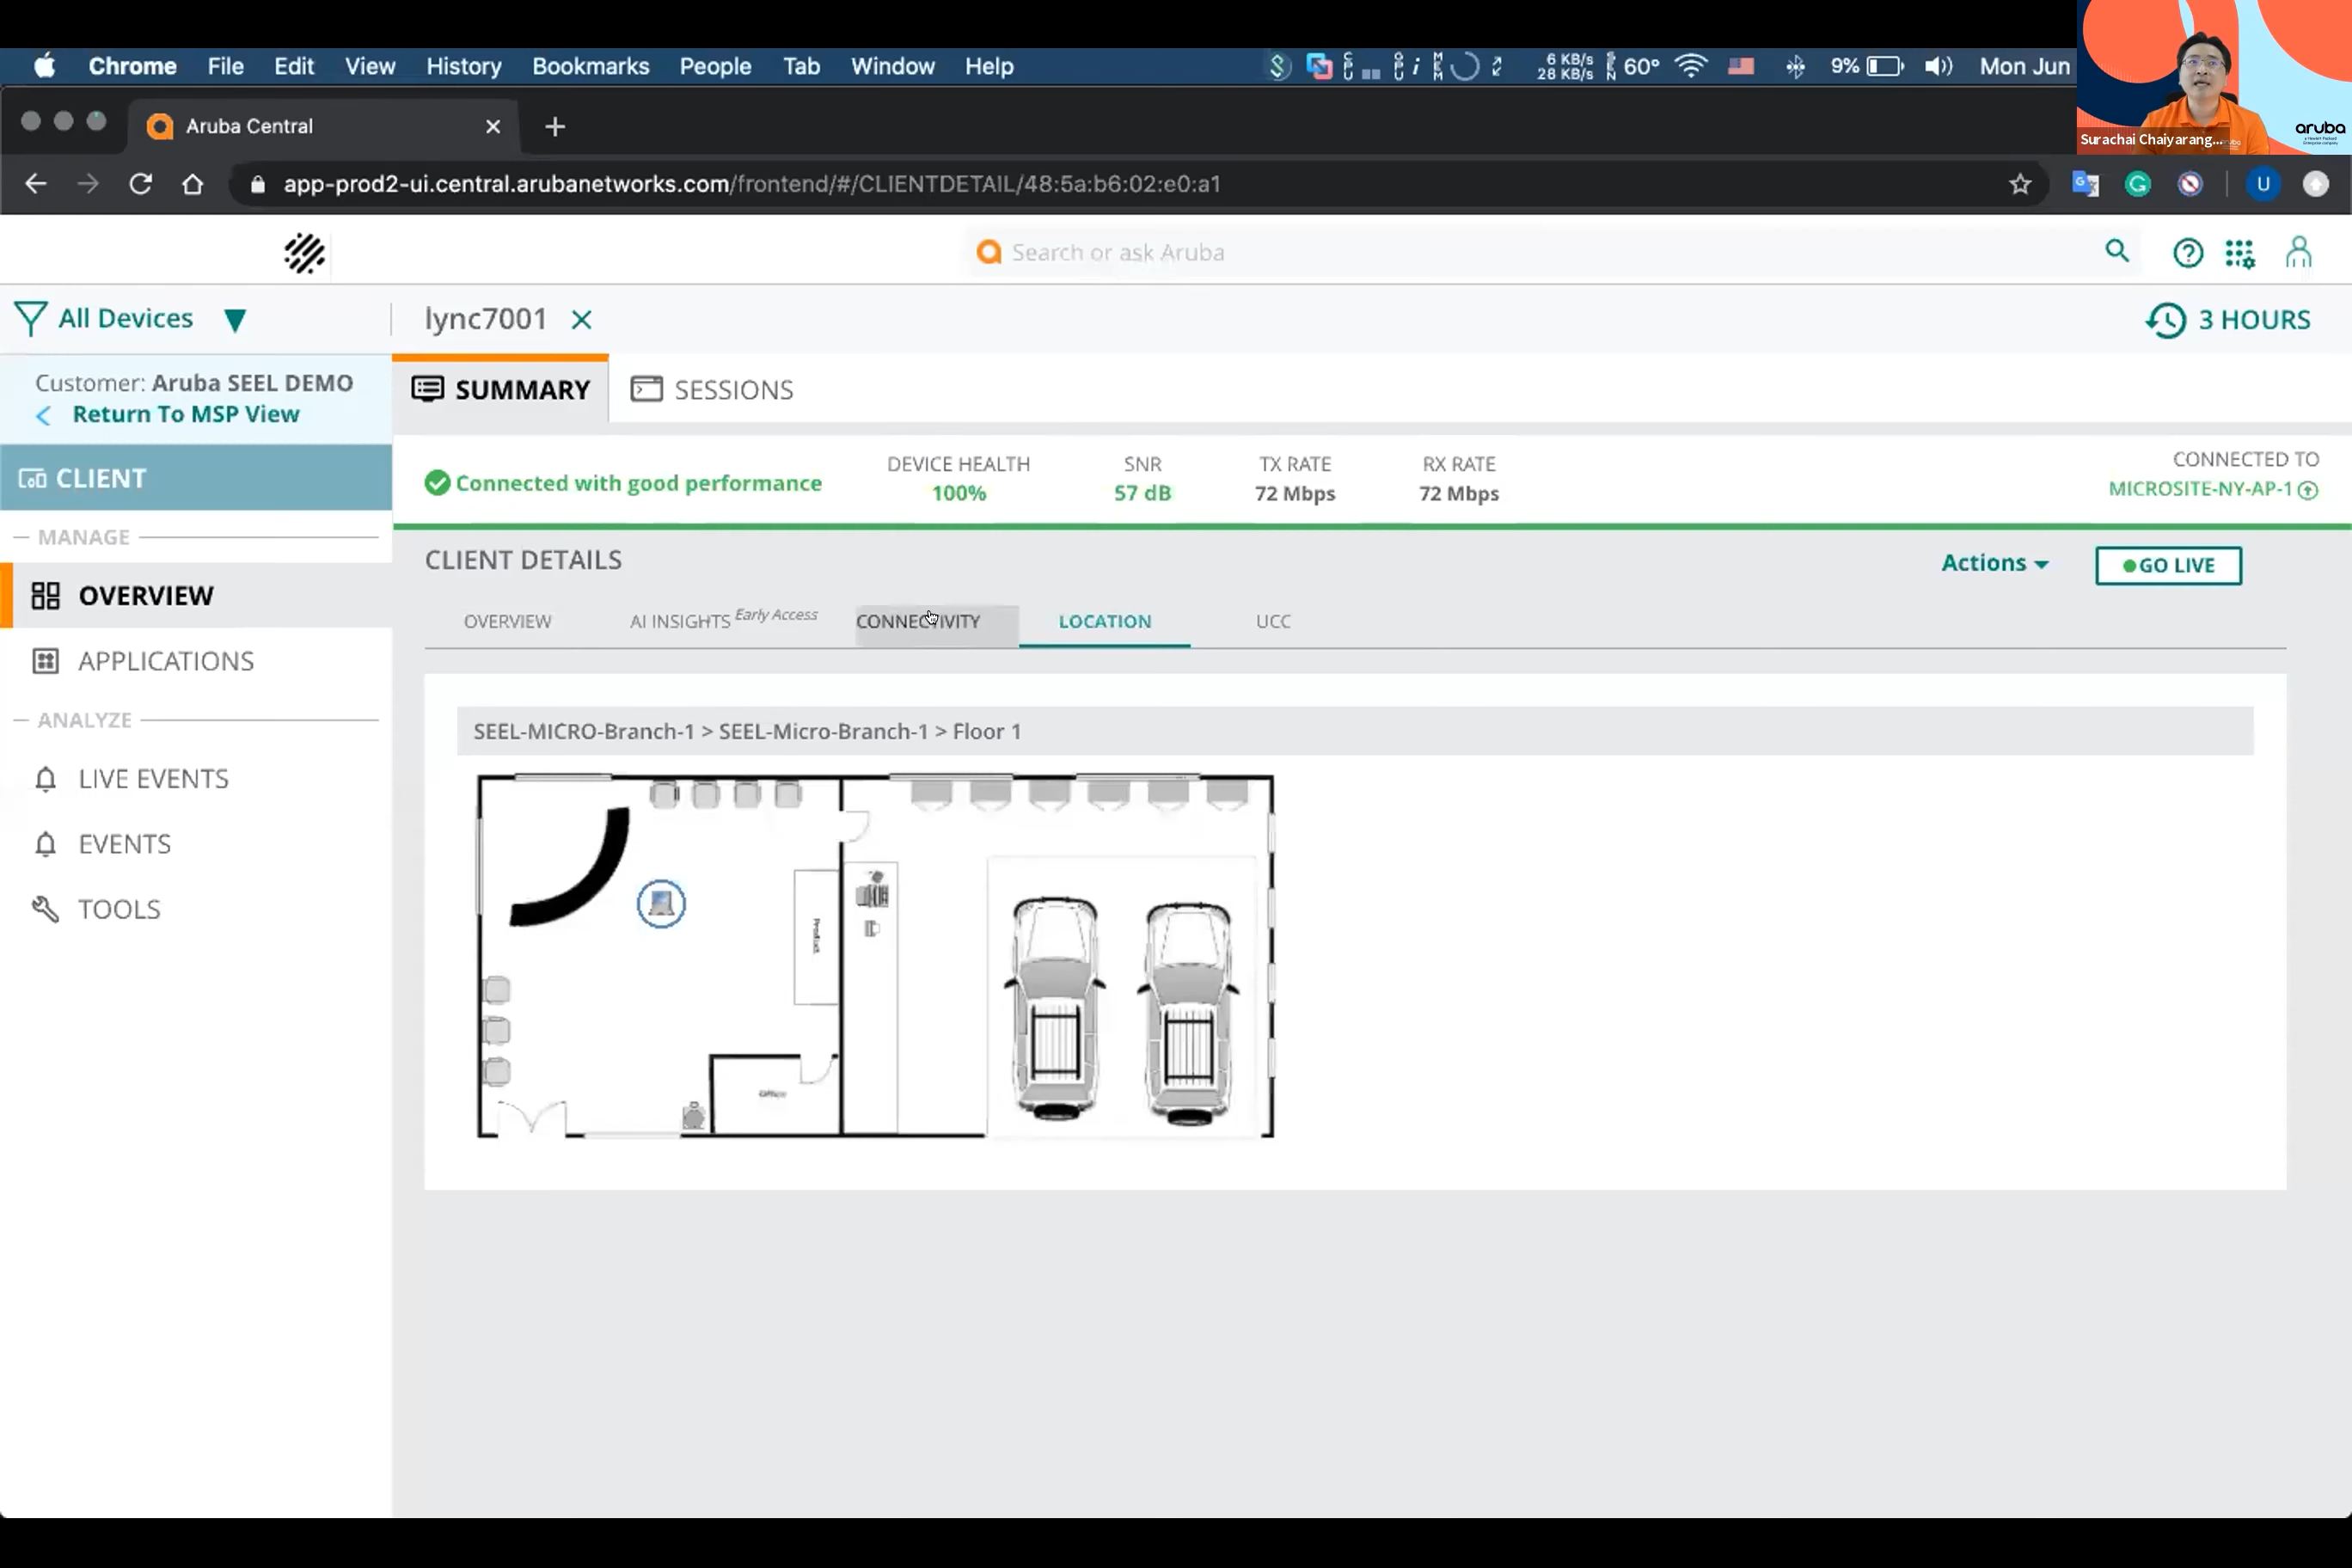 Chrome File Edit View History Bookmarks People Tab Window Help
6 KB/s
28 KB/s
60° 9% Mon Jun
Aruba Central
app-prod2-ui.central.arubanetworks.com/frontend/#/CLIENTDETAIL/48:5a:b6:02:e0:a1
U
Surachai Chaiyarang...
aruba
Search or ask Aruba
All Devices
lync7001
3 HOURS
Customer: Aruba SEEL DEMO
Return To MSP View
SUMMARY
SESSIONS
CLIENT
Connected with good performance
DEVICE HEALTH
100%
SNR
57 dB
TX RATE
72 Mbps
RX RATE
72 Mbps
CONNECTED TO
MICROSITE-NY-AP-1
MANAGE
OVERVIEW
APPLICATIONS
ANALYZE
LIVE EVENTS
EVENTS
TOOLS
CLIENT DETAILS
Actions
GO LIVE
OVERVIEW
AI INSIGHTS Early Access
CONNECTIVITY
LOCATION
UCC
SEEL-MICRO-Branch-1 > SEEL-Micro-Branch-1 > Floor 1
Product
Office